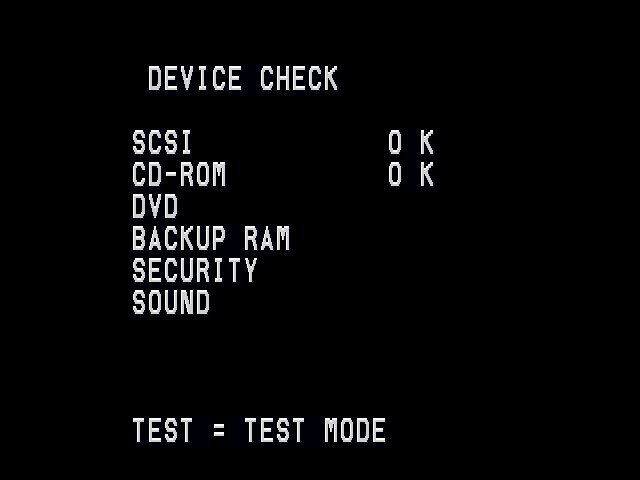 DEVICE CHECK
SCSI O K
CD-ROM O K
DVD
BACKUP RAM
SECURITY
SOUND
TEST = TEST MODE